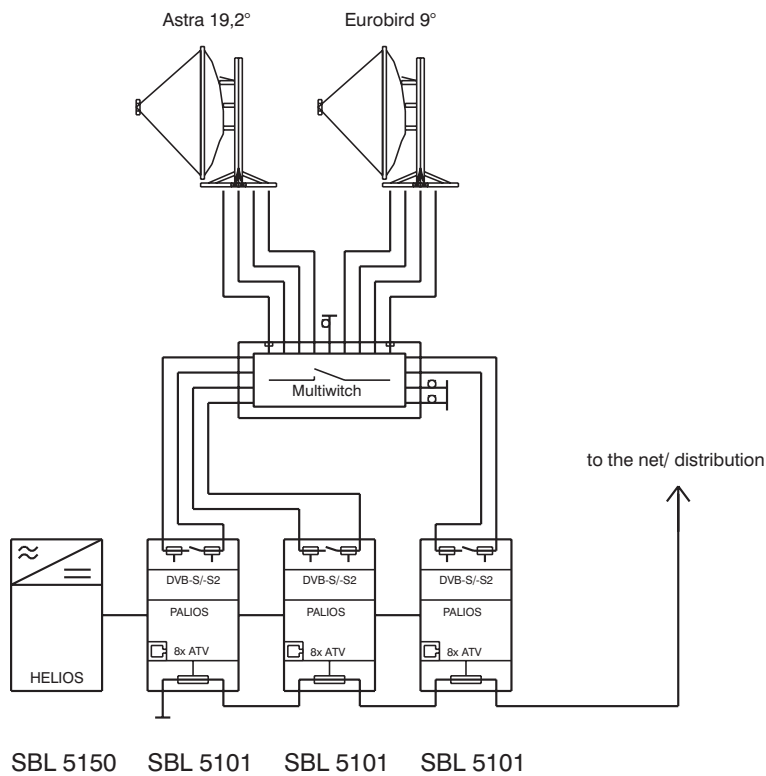 Astra 19,2° Eurobird 9°
Multiwitch
to the net/ distribution
DVB-S/-S2 DVB-S/-S2 DVB-S/-S2
PALIOS PALIOS PALIOS
8x ATV 8x ATV 8x ATV
HELIOS
SBL 5150 SBL 5101 SBL 5101 SBL 5101